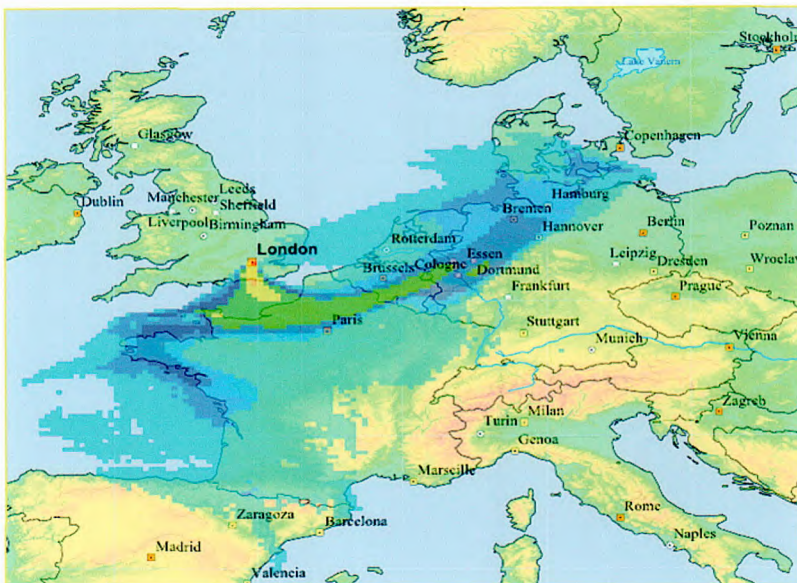 Stockholm
Lake Vanern
Glasgow
Copenhagen
Leeds
Dublin
Manchester
Sheffield
Hamburg
Liverpool
Birmingham
Bremen
Berlin
Poznan
Rotterdam
Hannover
London
Essen
Leipzig
Wroclaw
Brussels
Cologne
Dortmund
Dresden
Frankfurt
Prague
Paris
Stuttgart
Munich
Vienna
Turin
Milan
Zagreb
Genoa
Marseille
Zaragoza
Barcelona
Rome
Madrid
Naples
Valencia